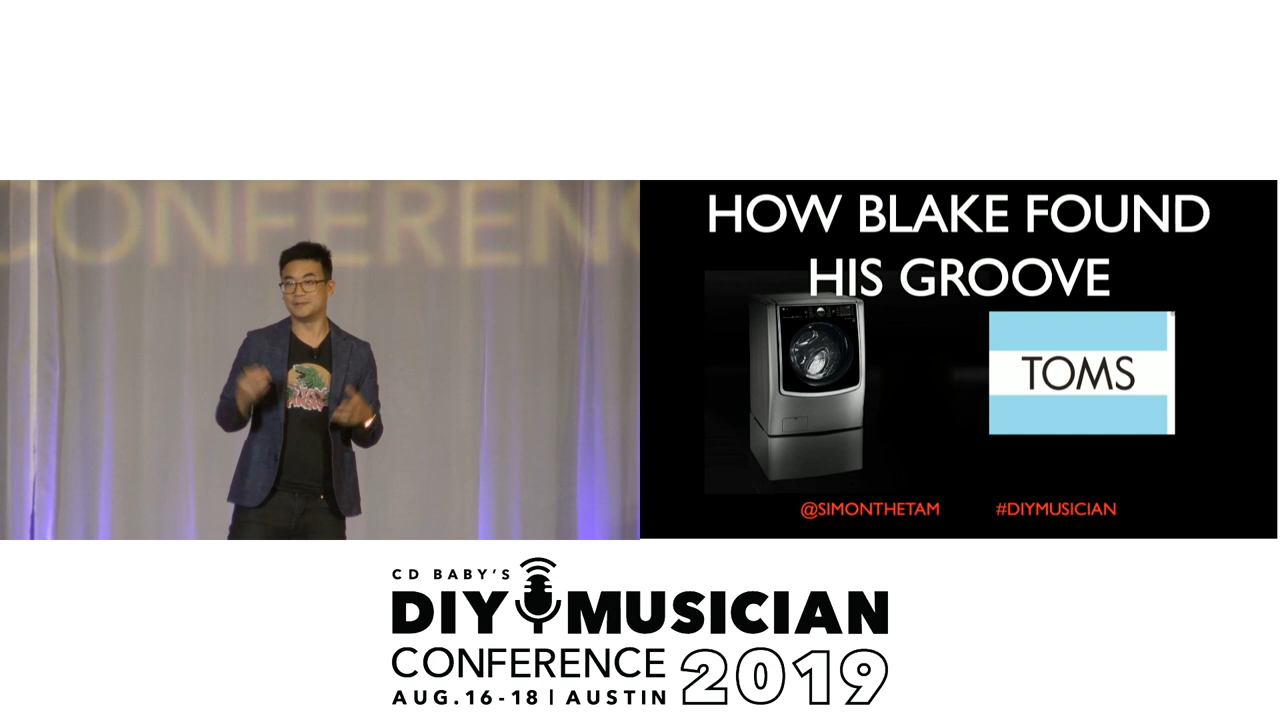 CONFERENC
HOW BLAKE FOUND
HIS GROOVE
TOMS
@SIMONTHETAM #DIYMUSICIAN
CD BABY'S
DIY MUSICIAN
CONFERENCE 2019
AUG.16-18 | AUSTIN